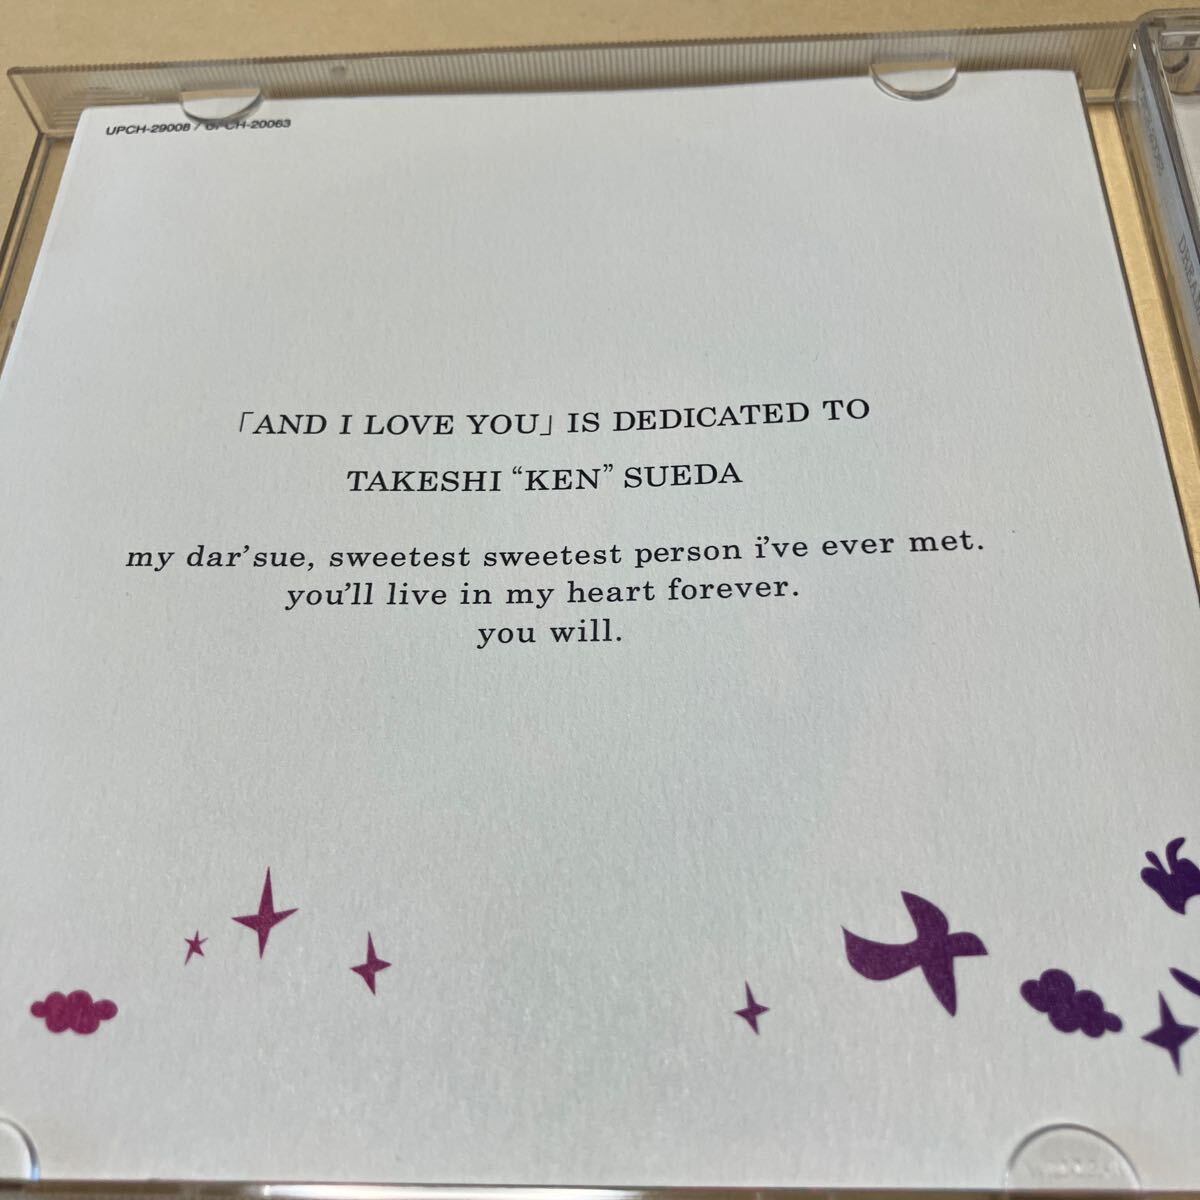 UPCH-29008 / UPCH-20063
「AND I LOVE YOU」 IS DEDICATED TO
TAKESHI “KEN” SUEDA
my dar’sue, sweetest sweetest person i’ve ever met.
you’ll live in my heart forever.
you will.